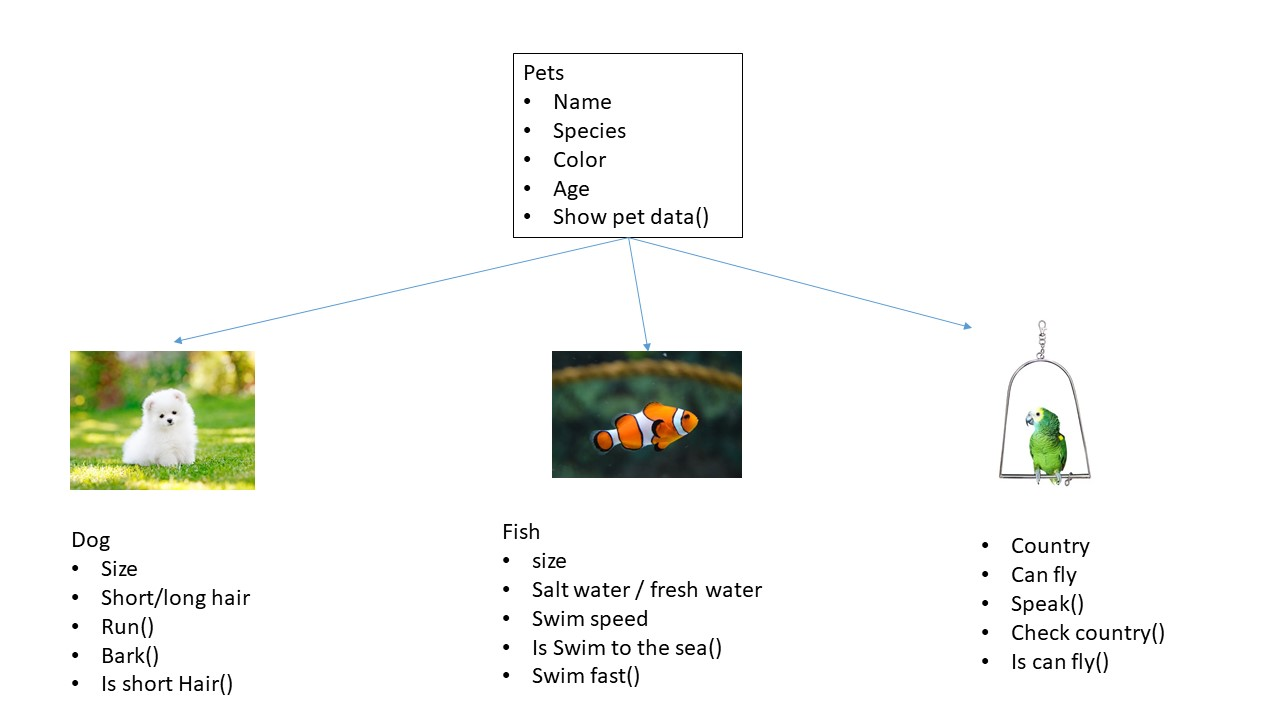 Pets
• Name
• Species
• Color
• Age
• Show pet data()
Dog
• Size
• Short/long hair
• Run()
• Bark()
• Is short Hair()
Fish
• size
• Salt water / fresh water
• Swim speed
• Is Swim to the sea()
• Swim fast()
• Country
• Can fly
• Speak()
• Check country()
• Is can fly()